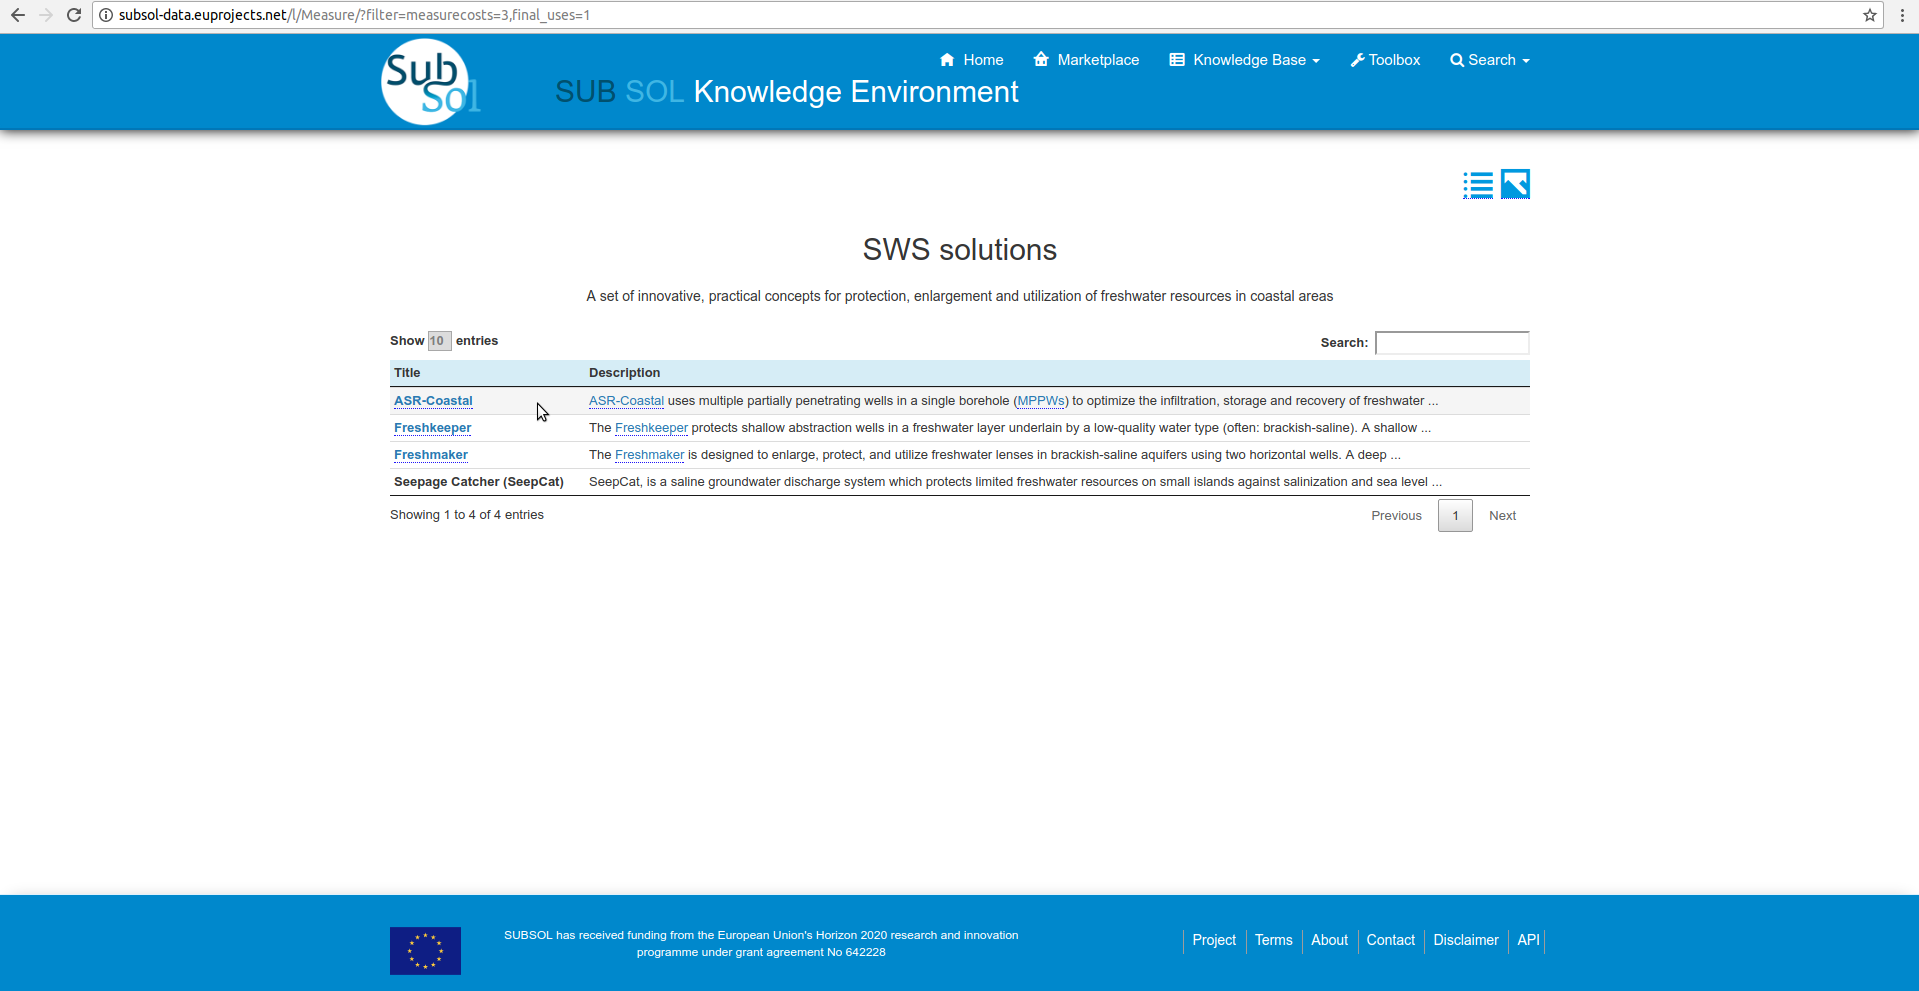 subsol-data.euprojects.net/l/Measure/?filter=measurecosts=3,final_uses=1
Sub
Sol
Home Marketplace Knowledge Base Toolbox Search
SUB SOL Knowledge Environment
SWS solutions
A set of innovative, practical concepts for protection, enlargement and utilization of freshwater resources in coastal areas
Show 10 entries Search:
Title Description
ASR-Coastal ASR-Coastal uses multiple partially penetrating wells in a single borehole (MPPWs) to optimize the infiltration, storage and recovery of freshwater ...
Freshkeeper The Freshkeeper protects shallow abstraction wells in a freshwater layer underlain by a low-quality water type (often: brackish-saline). A shallow ...
Freshmaker The Freshmaker is designed to enlarge, protect, and utilize freshwater lenses in brackish-saline aquifers using two horizontal wells. A deep ...
Seepage Catcher (SeepCat) SeepCat, is a saline groundwater discharge system which protects limited freshwater resources on small islands against salinization and sea level ...
Showing 1 to 4 of 4 entries Previous 1 Next
SUBSOL has received funding from the European Union's Horizon 2020 research and innovation
programme under grant agreement No 642228
Project Terms About Contact Disclaimer API